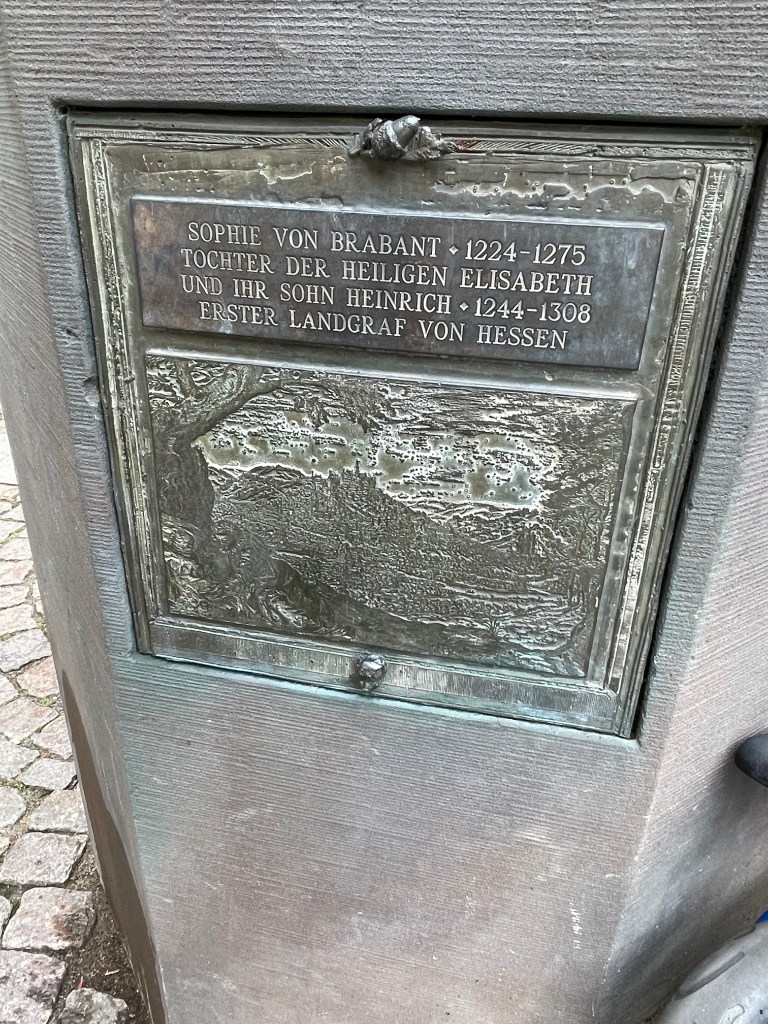 SOPHIE VON BRABANT ⬥ 1224-1275
TOCHTER DER HEILIGEN ELISABETH
UND IHR SOHN HEINRICH ⬥ 1244-1308
ERSTER LANDGRAF VON HESSEN